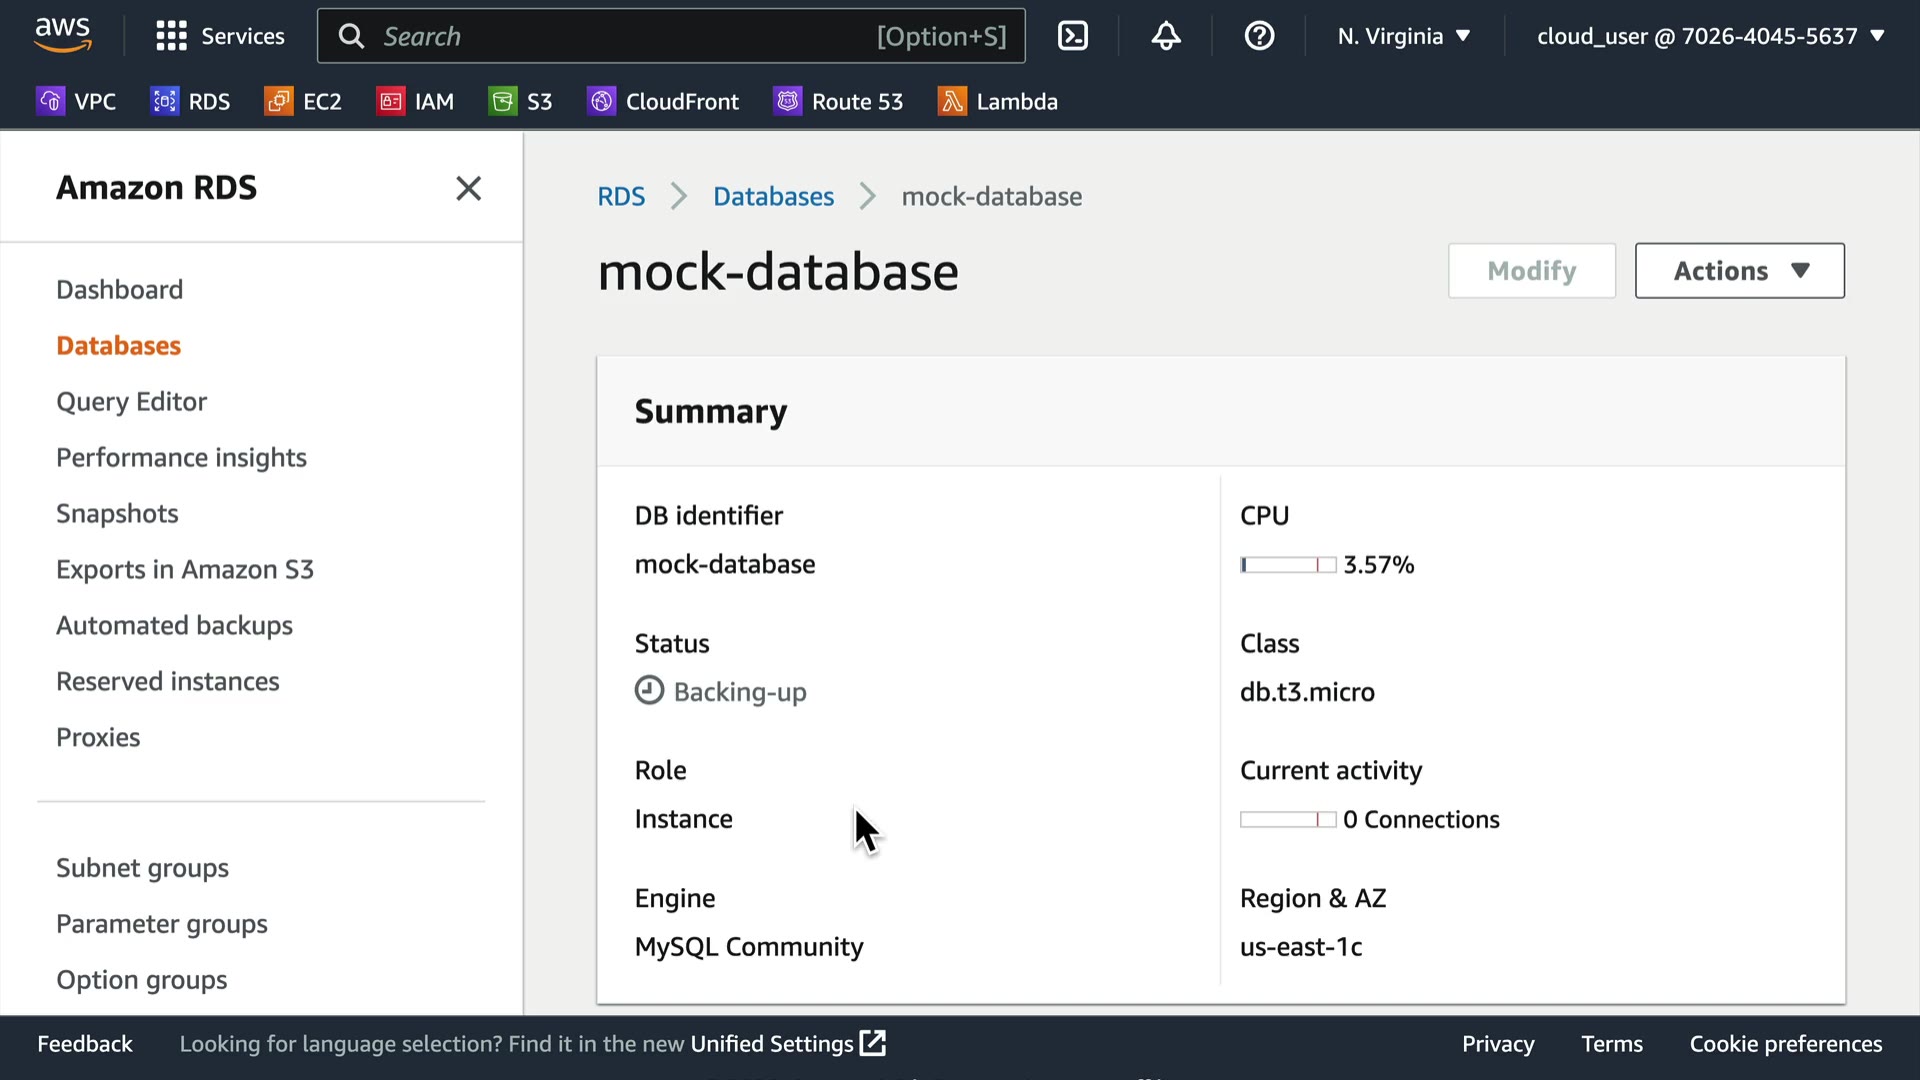 aws Services Search [Option+S] N. Virginia cloud_user @ 7026-4045-5637
VPC RDS EC2 IAM S3 CloudFront Route 53 Lambda
Amazon RDS
Dashboard
Databases
Query Editor
Performance insights
Snapshots
Exports in Amazon S3
Automated backups
Reserved instances
Proxies
Subnet groups
Parameter groups
Option groups
RDS Databases mock-database
mock-database
Modify Actions
Summary
DB identifier
mock-database
Status
Backing-up
Role
Instance
Engine
MySQL Community
CPU
3.57%
Class
db.t3.micro
Current activity
0 Connections
Region & AZ
us-east-1c
Feedback Looking for language selection? Find it in the new Unified Settings Privacy Terms Cookie preferences